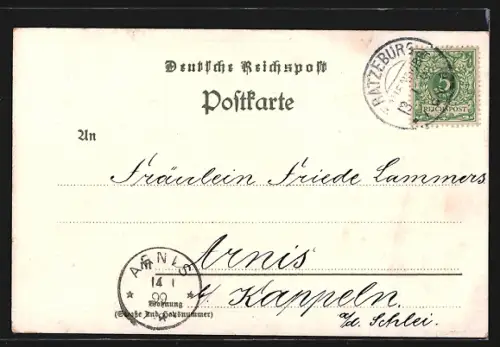 Deutsche Reichspost
Postkarte
RATZEBURG
13
5
REICHSPOST
An
Fräulein Friede Lammers
Arnis
b/ Kappeln.
a/d. Schlei.
ARNIS
14 1
99
Wohnung
(Straße und Hausnummer)